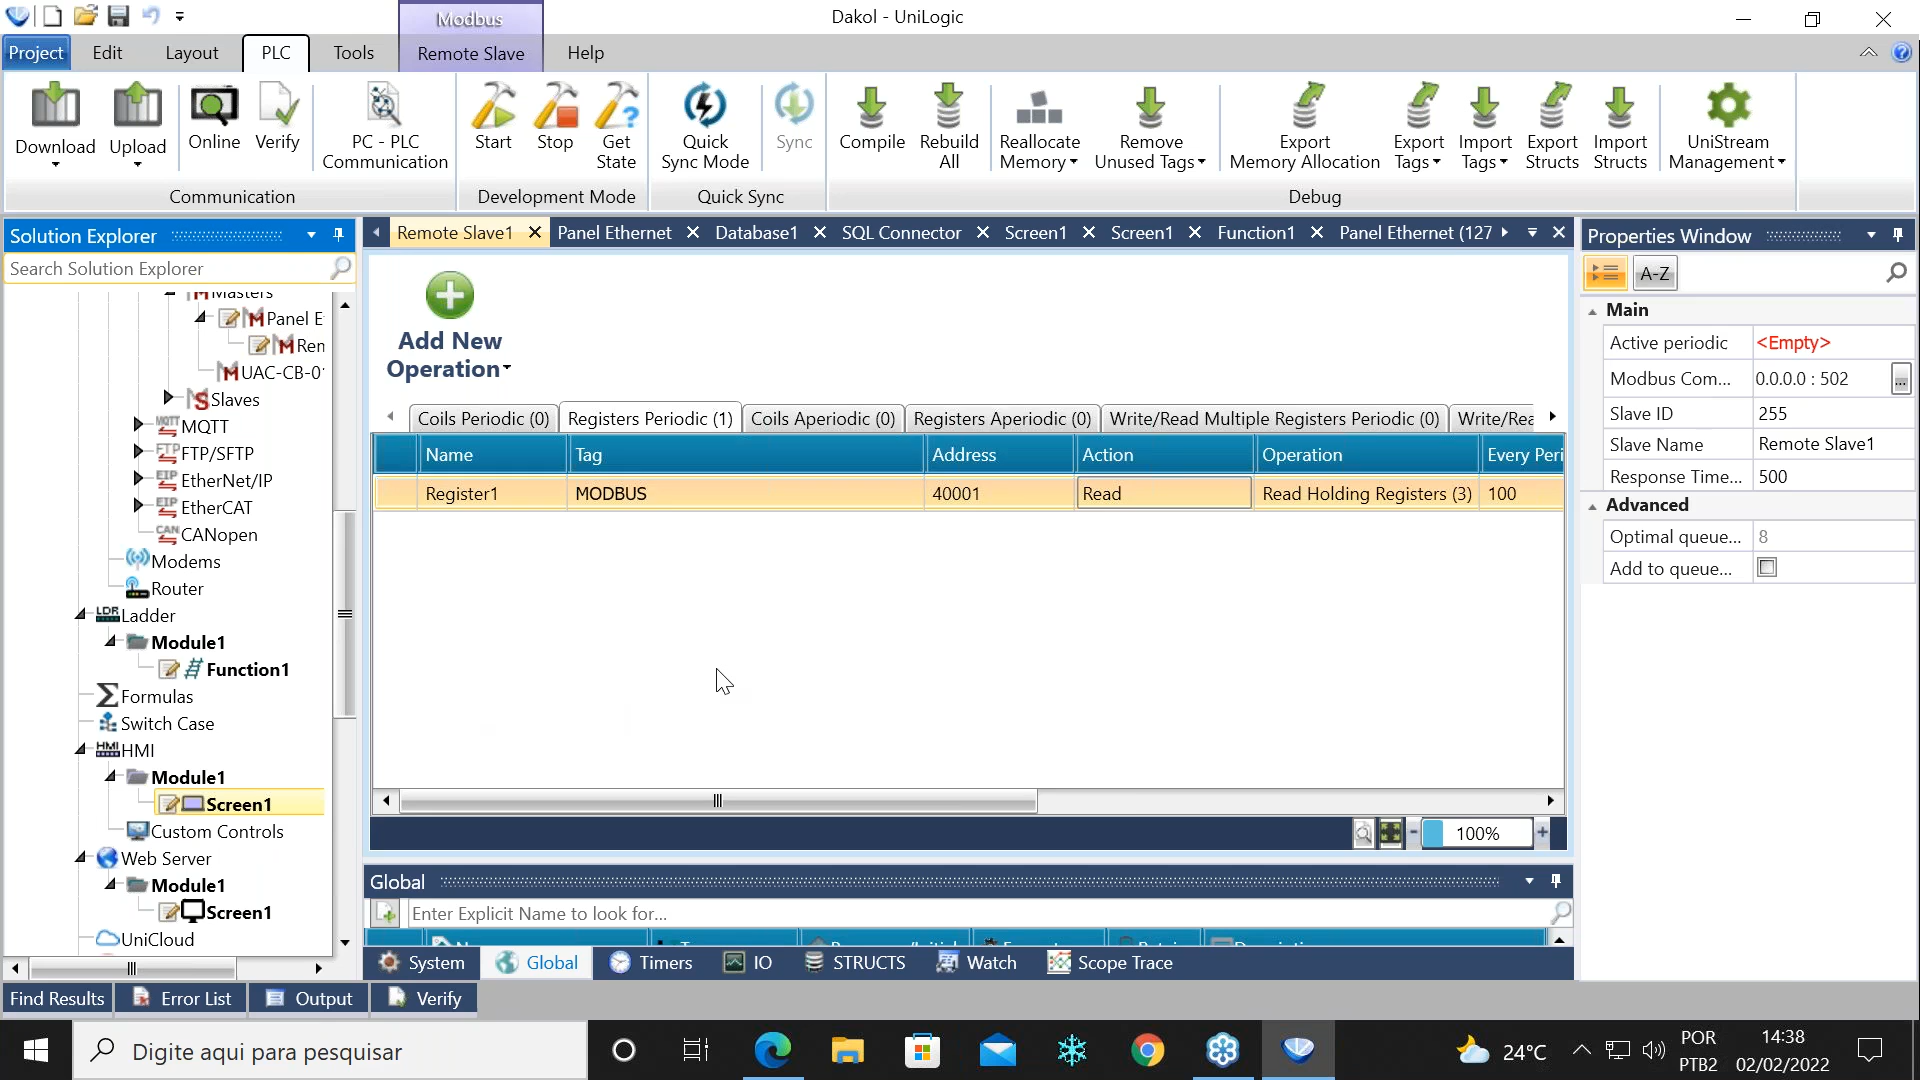 Modbus
Dakol - UniLogic
Project
Edit
Layout
PLC
Tools
Remote Slave
Help
Download
Upload
Online
Verify
PC - PLC
Communication
Start
Stop
Get
State
Quick
Sync Mode
Sync
Compile
Rebuild
All
Reallocate
Memory
Remove
Unused Tags
Export
Memory Allocation
Export
Tags
Import
Tags
Export
Structs
Import
Structs
UniStream
Management
Communication
Development Mode
Quick Sync
Debug
Solution Explorer
Search Solution Explorer
Masters
Panel E
Ren
UAC-CB-0
Slaves
MQTT
FTP/SFTP
EtherNet/IP
EtherCAT
CANopen
Modems
Router
Ladder
Module1
Function1
Formulas
Switch Case
HMI
Module1
Screen1
Custom Controls
Web Server
Module1
Screen1
UniCloud
Remote Slave1
Panel Ethernet
Database1
SQL Connector
Screen1
Screen1
Function1
Panel Ethernet (127
Add New
Operation
Coils Periodic (0)
Registers Periodic (1)
Coils Aperiodic (0)
Registers Aperiodic (0)
Write/Read Multiple Registers Periodic (0)
Write/Rea
Name
Tag
Address
Action
Operation
Every Peri
Register1
MODBUS
40001
Read
Read Holding Registers (3)
100
100%
Global
Enter Explicit Name to look for...
System
Global
Timers
IO
STRUCTS
Watch
Scope Trace
Properties Window
A-Z
Main
Active periodic
<Empty>
Modbus Com...
0.0.0.0 : 502
...
Slave ID
255
Slave Name
Remote Slave1
Response Time...
500
Advanced
Optimal queue...
8
Add to queue...
Find Results
Error List
Output
Verify
Digite aqui para pesquisar
24°C
POR
PTB2
14:38
02/02/2022